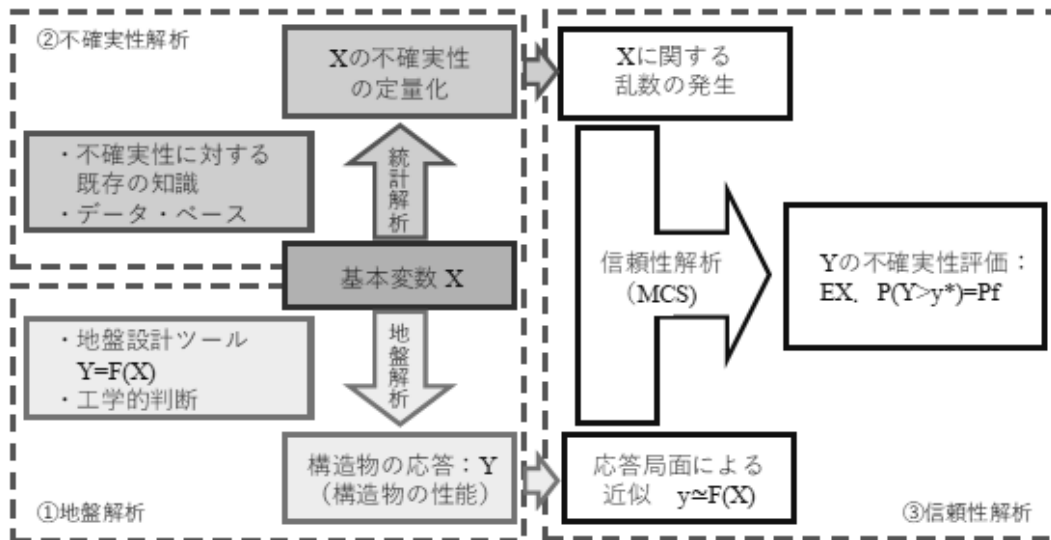 ②不確実性解析
Xの不確実性
の定量化
Xに関する
乱数の発生
・不確実性に対する
既存の知識
・データ・ベース
統計解析
基本変数 X
信頼性解析
（MCS)
Yの不確実性評価：
EX．P(Y>y*)=Pf
・地盤設計ツール
Y=F(X)
・工学的判断
地盤解析
構造物の応答：Y
（構造物の性能）
応答局面による
近似　y≃F(X)
①地盤解析
③信頼性解析